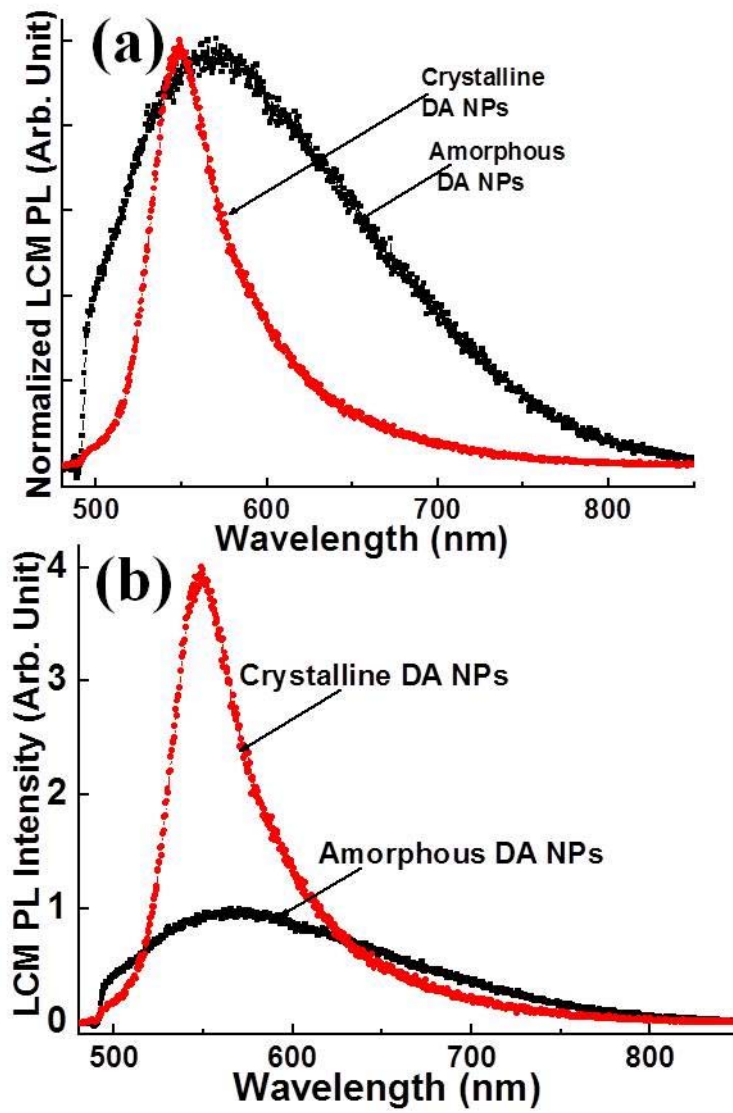 (a)
Normalized LCM PL (Arb. Unit)
Crystalline
DA NPs
Amorphous
DA NPs
500 600 700 800
Wavelength (nm)
(b)
LCM PL Intensity (Arb. Unit)
4
3
2
1
0
Crystalline DA NPs
Amorphous DA NPs
500 600 700 800
Wavelength (nm)